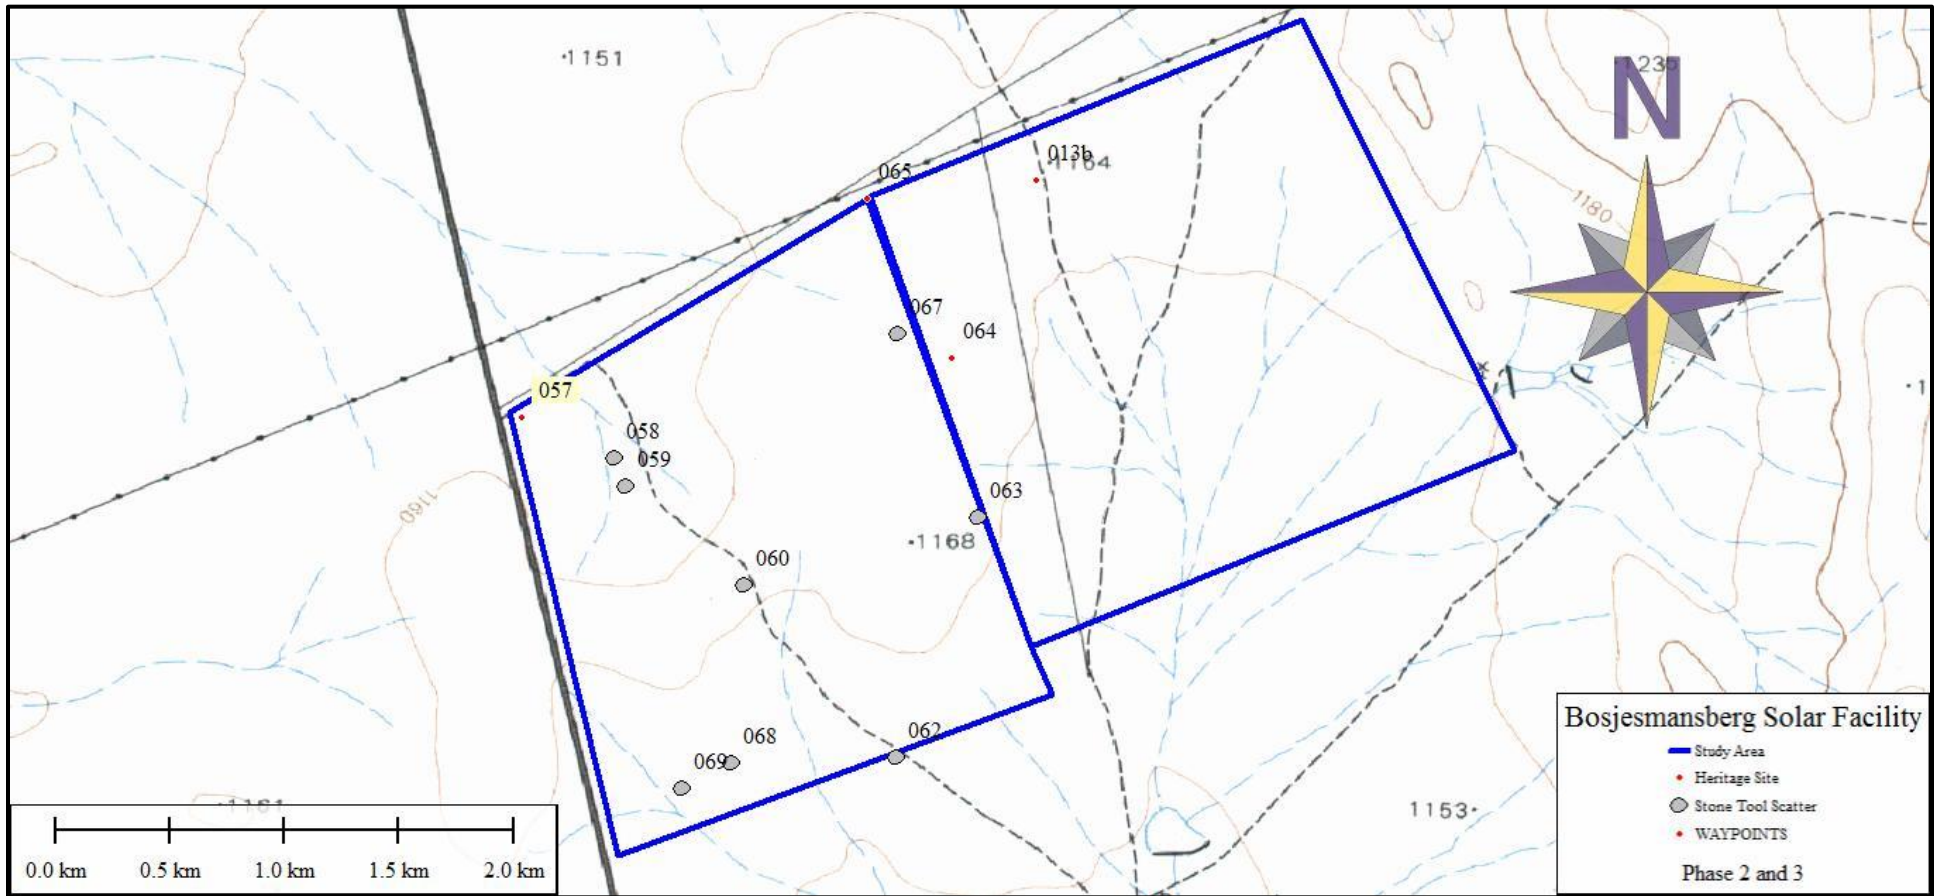 1151
N
013b
1164
065
1180
067
064
057
058
059
1160
063
1168
060
062
068
069
1153
Bosjesmansberg Solar Facility
Study Area
Heritage Site
Stone Tool Scatter
WAYPOINTS
Phase 2 and 3
0.0 km 0.5 km 1.0 km 1.5 km 2.0 km